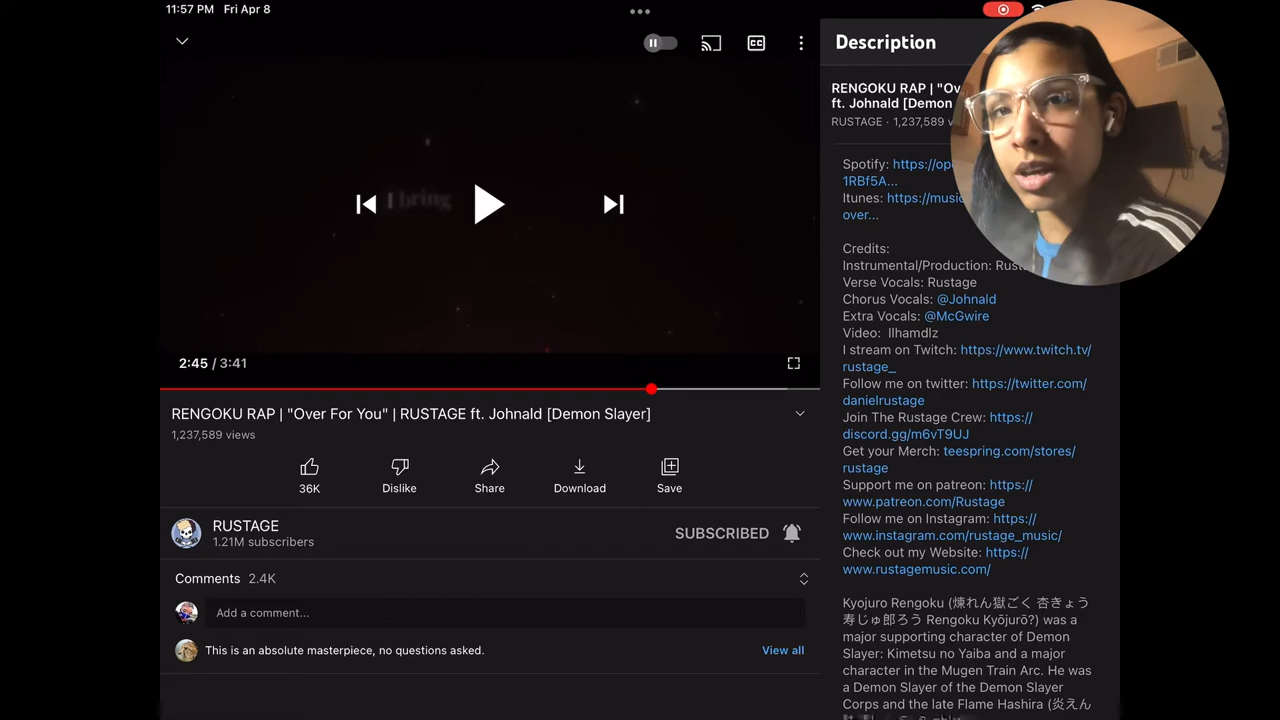 11:57 PM Fri Apr 8
Description
I bring
2:45 / 3:41
RENGOKU RAP | "Over For You" | RUSTAGE ft. Johnald [Demon Slayer]
1,237,589 views
36K
Dislike
Share
Download
Save
RUSTAGE
1.21M subscribers
SUBSCRIBED
Comments 2.4K
Add a comment...
This is an absolute masterpiece, no questions asked.
View all
RENGOKU RAP | "Ov
ft. Johnald [Demon
RUSTAGE · 1,237,589 v
Spotify: https://op
1RBf5A...
Itunes: https://musi
over...
Credits:
Instrumental/Production: Rust
Verse Vocals: Rustage
Chorus Vocals: @Johnald
Extra Vocals: @McGwire
Video: Ilhamdlz
I stream on Twitch: https://www.twitch.tv/
rustage_
Follow me on twitter: https://twitter.com/
danielrustage
Join The Rustage Crew: https://
discord.gg/m6vT9UJ
Get your Merch: teespring.com/stores/
rustage
Support me on patreon: https://
www.patreon.com/Rustage
Follow me on Instagram: https://
www.instagram.com/rustage_music/
Check out my Website: https://
www.rustagemusic.com/
Kyojuro Rengoku (煉れん獄ごく 杏きょう
寿じゅ郎ろう Rengoku Kyōjurō?) was a
major supporting character of Demon
Slayer: Kimetsu no Yaiba and a major
character in the Mugen Train Arc. He was
a Demon Slayer of the Demon Slayer
Corps and the late Flame Hashira (炎えん